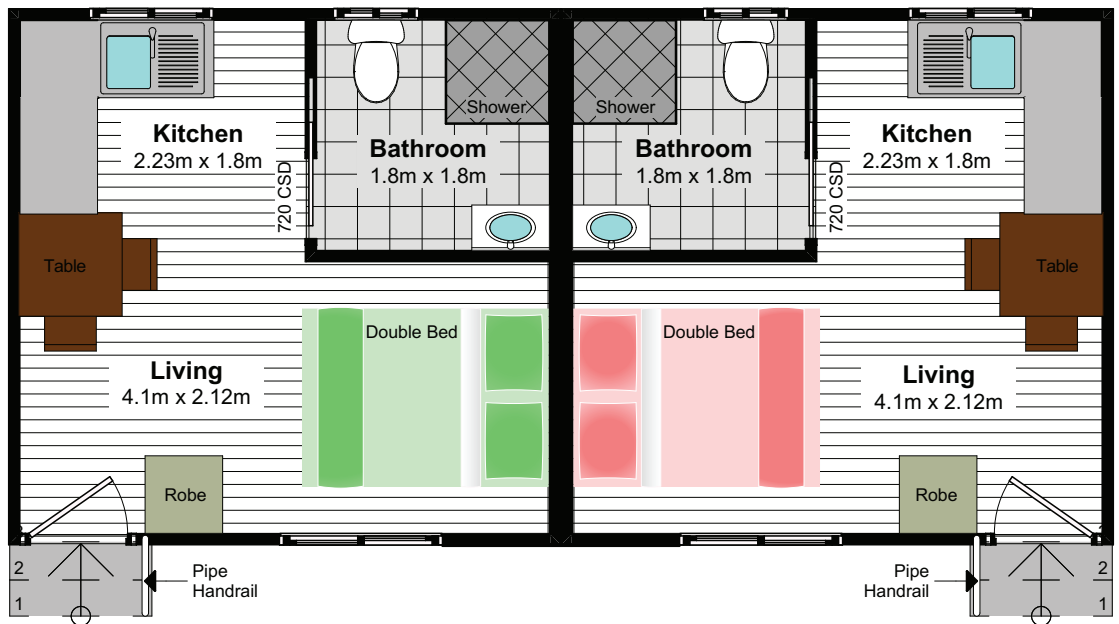 Shower
Shower
Kitchen
2.23m x 1.8m
Bathroom
1.8m x 1.8m
Bathroom
1.8m x 1.8m
Kitchen
2.23m x 1.8m
720 CSD
720 CSD
Table
Table
Double Bed
Double Bed
Living
4.1m x 2.12m
Living
4.1m x 2.12m
Robe
Robe
2
1
Pipe
Handrail
Pipe
Handrail
2
1